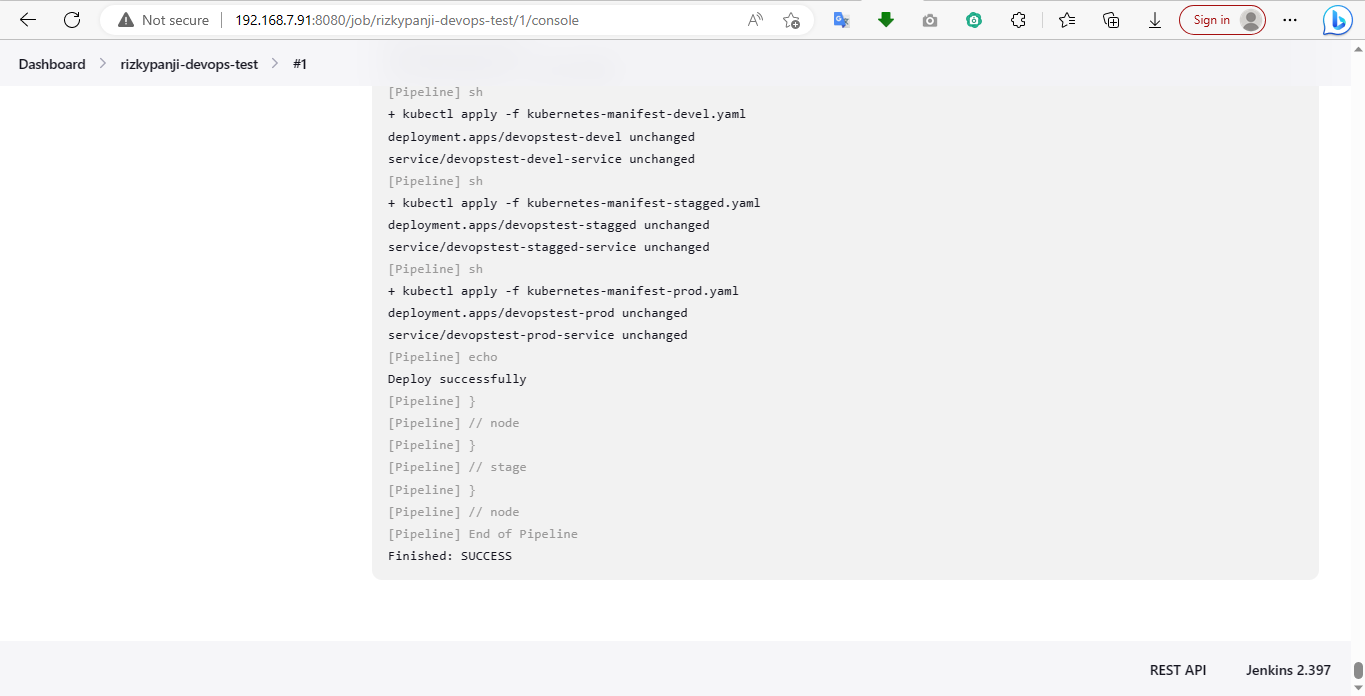 Not secure
192.168.7.91:8080/job/rizkypanji-devops-test/1/console
Sign in
Dashboard
rizkypanji-devops-test
#1
[Pipeline] sh
+ kubectl apply -f kubernetes-manifest-devel.yaml
deployment.apps/devopstest-devel unchanged
service/devopstest-devel-service unchanged
[Pipeline] sh
+ kubectl apply -f kubernetes-manifest-stagged.yaml
deployment.apps/devopstest-stagged unchanged
service/devopstest-stagged-service unchanged
[Pipeline] sh
+ kubectl apply -f kubernetes-manifest-prod.yaml
deployment.apps/devopstest-prod unchanged
service/devopstest-prod-service unchanged
[Pipeline] echo
Deploy successfully
[Pipeline] }
[Pipeline] // node
[Pipeline] }
[Pipeline] // stage
[Pipeline] }
[Pipeline] // node
[Pipeline] End of Pipeline
Finished: SUCCESS
REST API
Jenkins 2.397